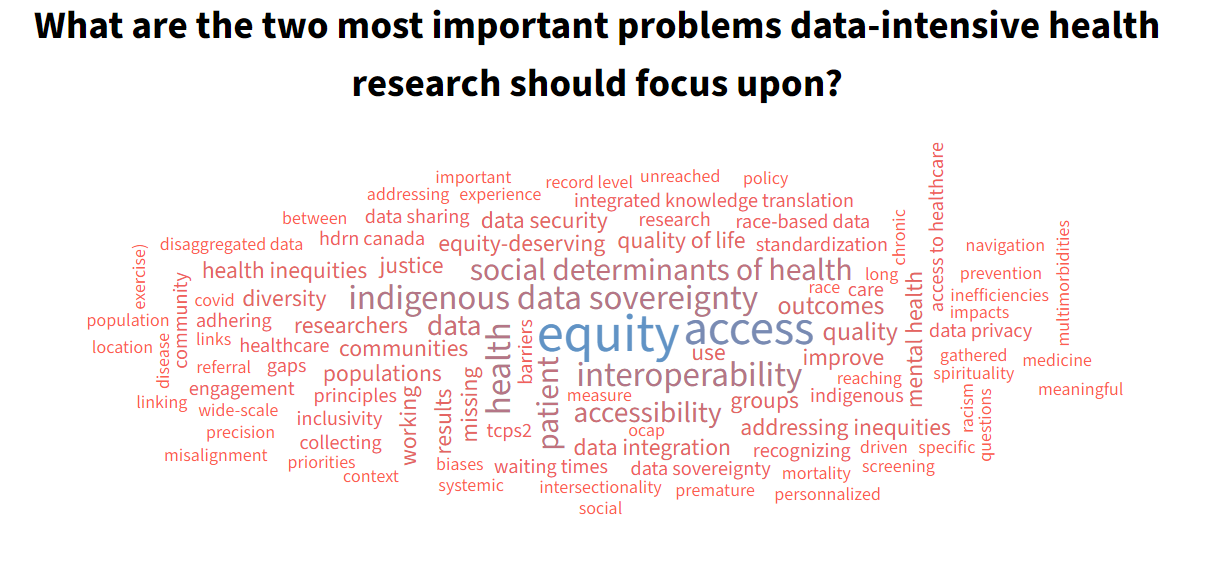 What are the two most important problems data-intensive health
research should focus upon?
important
record level
unreached
policy
addressing
experience
integrated knowledge translation
access to healthcare
between
data sharing
data security
research
race-based data
chronic
disaggregated data
hdrn canada
equity-deserving
quality of life
standardization
navigation
multimorbidities
exercise)
health inequities
justice
social determinants of health
long
prevention
community
covid
diversity
indigenous data sovereignty
race
care
inefficiencies
population
adhering
researchers
data
equity
access
outcomes
impacts
quality
mental health
data privacy
location
links
healthcare
communities
health
barriers
use
improve
gathered
medicine
disease
referral
gaps
populations
patient
interoperability
reaching
spirituality
linking
engagement
principles
working
results
missing
measure
groups
indigenous
racism
meaningful
wide-scale
inclusivity
accessibility
questions
precision
collecting
tcps2
ocap
addressing inequities
misalignment
priorities
data integration
recognizing
driven
specific
context
biases
waiting times
data sovereignty
mortality
screening
systemic
intersectionality
premature
personnalized
social